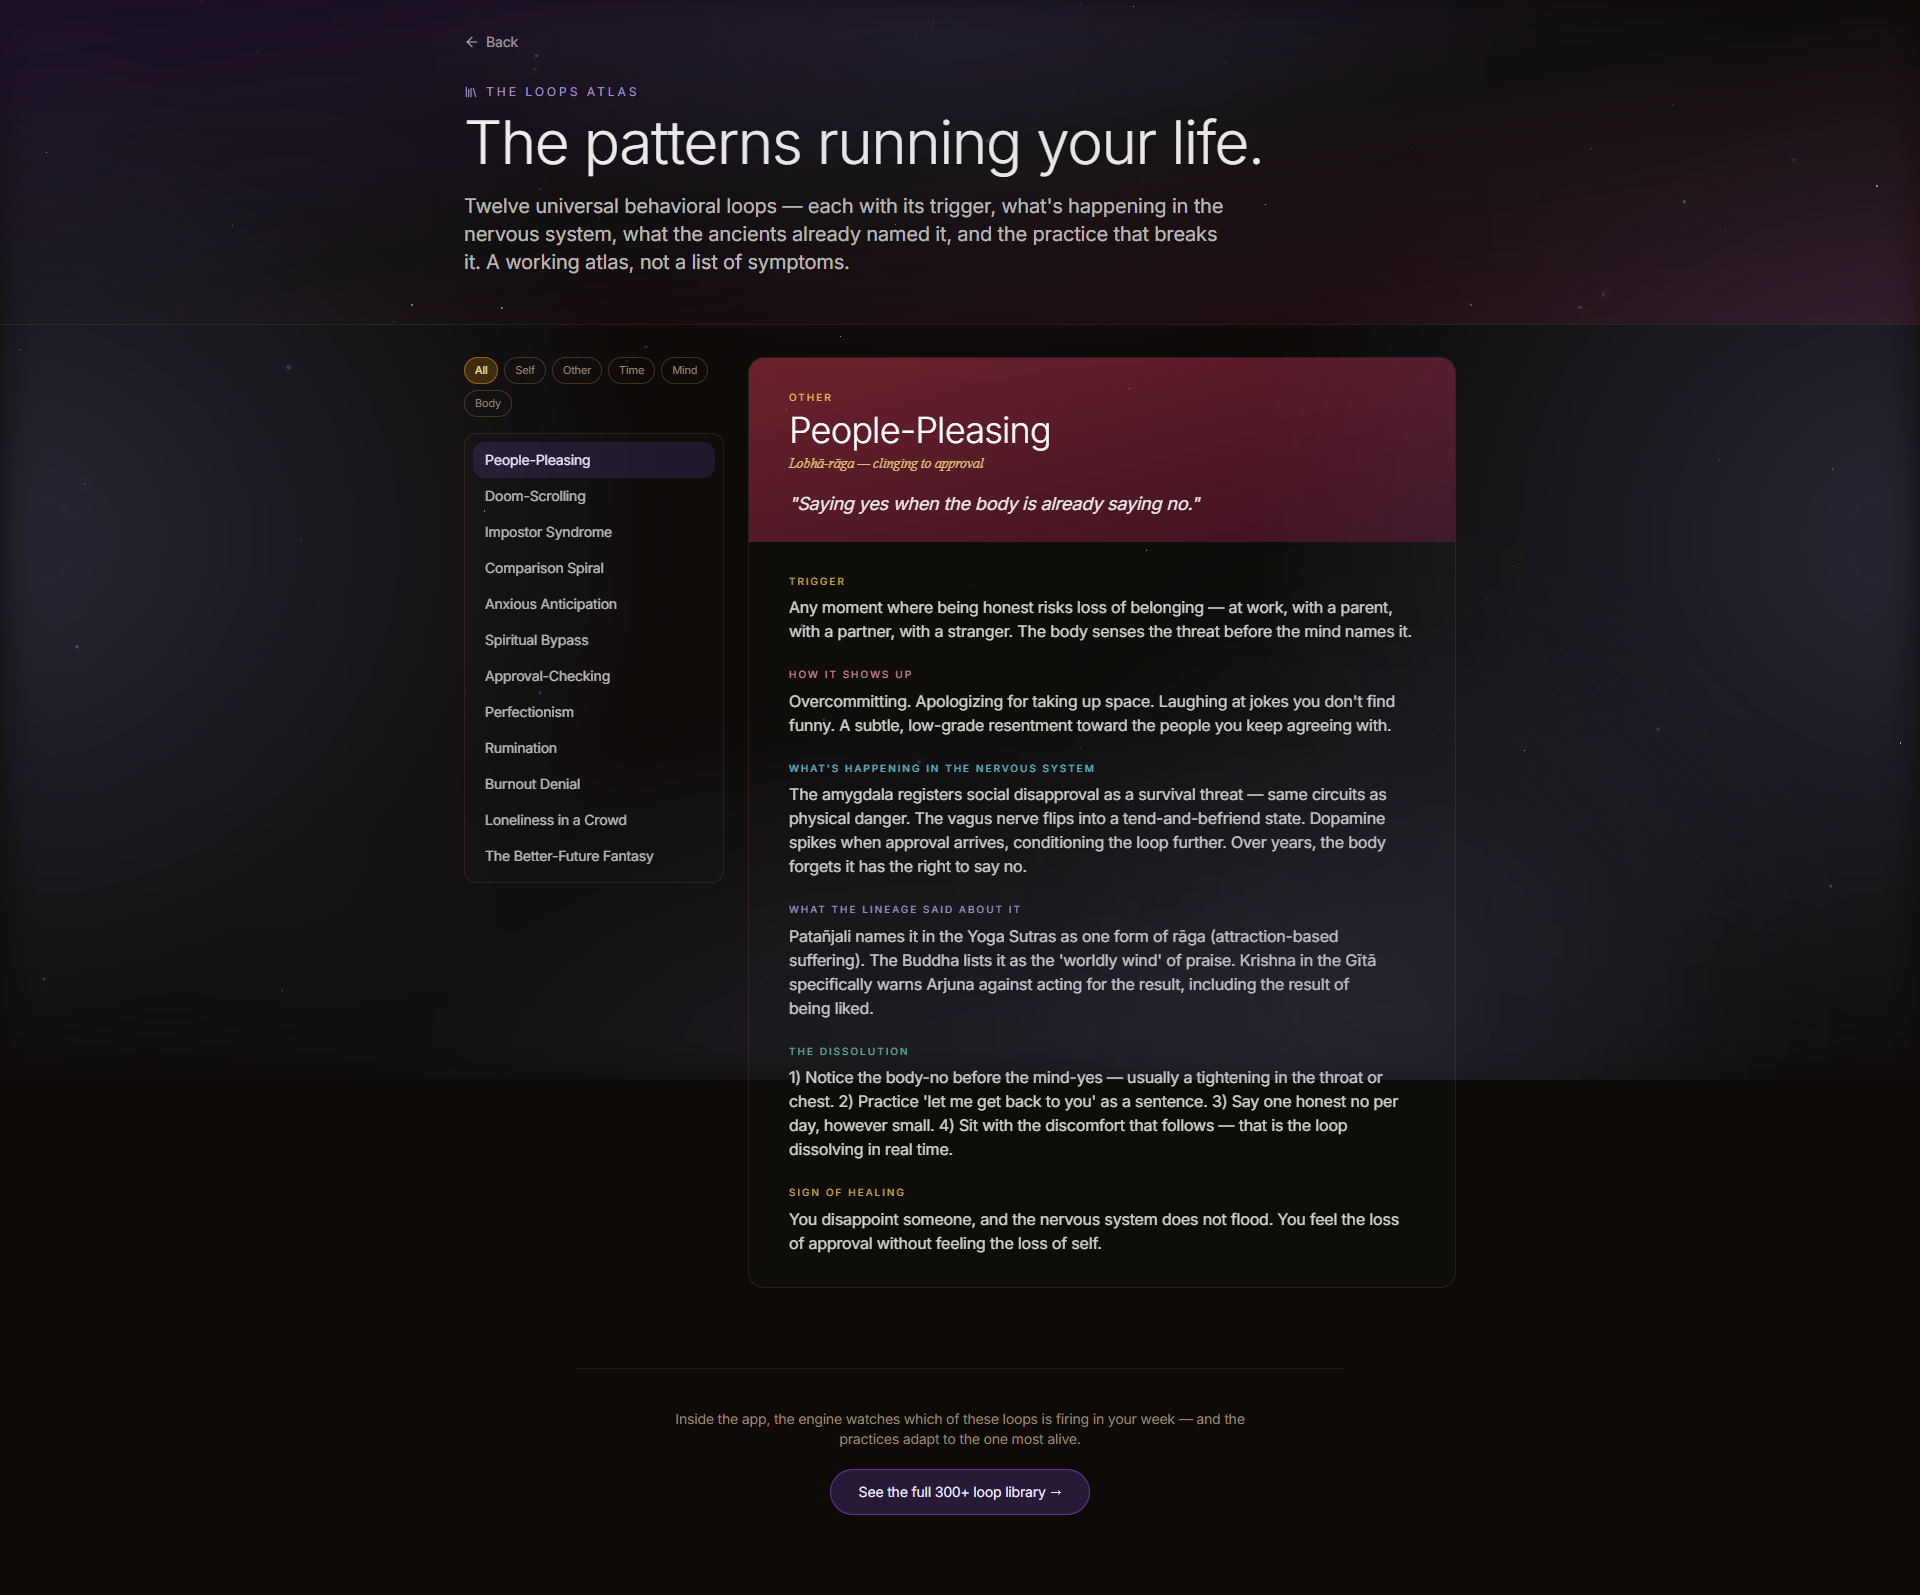 ← Back
THE LOOPS ATLAS
The patterns running your life.
Twelve universal behavioral loops — each with its trigger, what's happening in the
nervous system, what the ancients already named it, and the practice that breaks
it. A working atlas, not a list of symptoms.
All Self Other Time Mind
Body
People-Pleasing
Doom-Scrolling
Impostor Syndrome
Comparison Spiral
Anxious Anticipation
Spiritual Bypass
Approval-Checking
Perfectionism
Rumination
Burnout Denial
Loneliness in a Crowd
The Better-Future Fantasy
OTHER
People-Pleasing
Lobhā-rāga — clinging to approval
"Saying yes when the body is already saying no."
TRIGGER
Any moment where being honest risks loss of belonging — at work, with a parent,
with a partner, with a stranger. The body senses the threat before the mind names it.
HOW IT SHOWS UP
Overcommitting. Apologizing for taking up space. Laughing at jokes you don't find
funny. A subtle, low-grade resentment toward the people you keep agreeing with.
WHAT'S HAPPENING IN THE NERVOUS SYSTEM
The amygdala registers social disapproval as a survival threat — same circuits as
physical danger. The vagus nerve flips into a tend-and-befriend state. Dopamine
spikes when approval arrives, conditioning the loop further. Over years, the body
forgets it has the right to say no.
WHAT THE LINEAGE SAID ABOUT IT
Patañjali names it in the Yoga Sutras as one form of rāga (attraction-based
suffering). The Buddha lists it as the 'worldly wind' of praise. Krishna in the Gītā
specifically warns Arjuna against acting for the result, including the result of
being liked.
THE DISSOLUTION
1) Notice the body-no before the mind-yes — usually a tightening in the throat or
chest. 2) Practice 'let me get back to you' as a sentence. 3) Say one honest no per
day, however small. 4) Sit with the discomfort that follows — that is the loop
dissolving in real time.
SIGN OF HEALING
You disappoint someone, and the nervous system does not flood. You feel the loss
of approval without feeling the loss of self.
Inside the app, the engine watches which of these loops is firing in your week — and the
practices adapt to the one most alive.
See the full 300+ loop library →